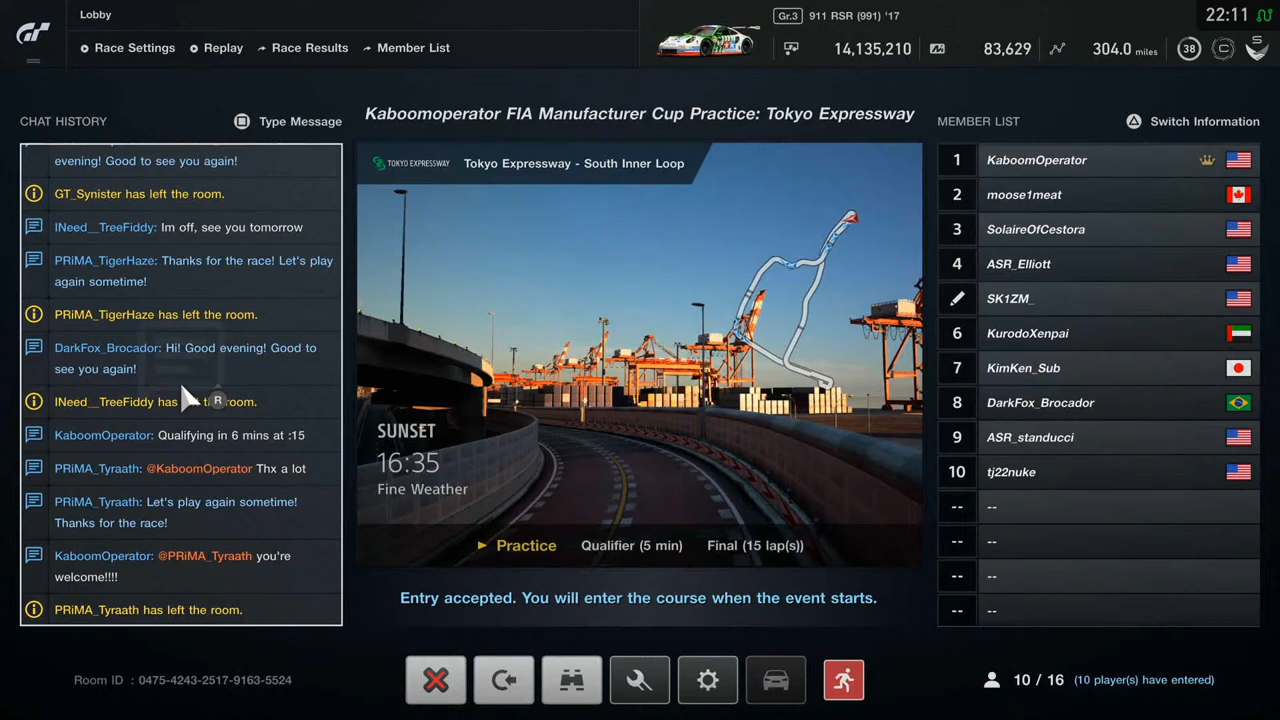 Lobby
Gr.3 911 RSR (991) '17
22:11
GT
Race Settings Replay Race Results Member List
14,135,210 83,629 304.0 miles 38 C S
CHAT HISTORY Type Message
evening! Good to see you again!
GT_Synister has left the room.
INeed__TreeFiddy: Im off, see you tomorrow
PRiMA_TigerHaze: Thanks for the race! Let's play
again sometime!
PRiMA_TigerHaze has left the room.
DarkFox_Brocador: Hi! Good evening! Good to
see you again!
INeed__TreeFiddy has room.
R
KaboomOperator: Qualifying in 6 mins at :15
PRiMA_Tyraath: @KaboomOperator Thx a lot
PRiMA_Tyraath: Let's play again sometime!
Thanks for the race!
KaboomOperator: @PRiMA_Tyraath you're
welcome!!!!
PRiMA_Tyraath has left the room.
Room ID : 0475-4243-2517-9163-5524
Kaboomoperator FIA Manufacturer Cup Practice: Tokyo Expressway
TOKYO EXPRESSWAY Tokyo Expressway - South Inner Loop
SUNSET
16:35
Fine Weather
Practice Qualifier (5 min) Final (15 lap(s))
Entry accepted. You will enter the course when the event starts.
MEMBER LIST Switch Information
1 KaboomOperator
2 moose1meat
3 SolaireOfCestora
4 ASR_Elliott
SK1ZM_
6 KurodoXenpai
7 KimKen_Sub
8 DarkFox_Brocador
9 ASR_standucci
10 tj22nuke
-- --
-- --
-- --
-- --
10 / 16 (10 player(s) have entered)